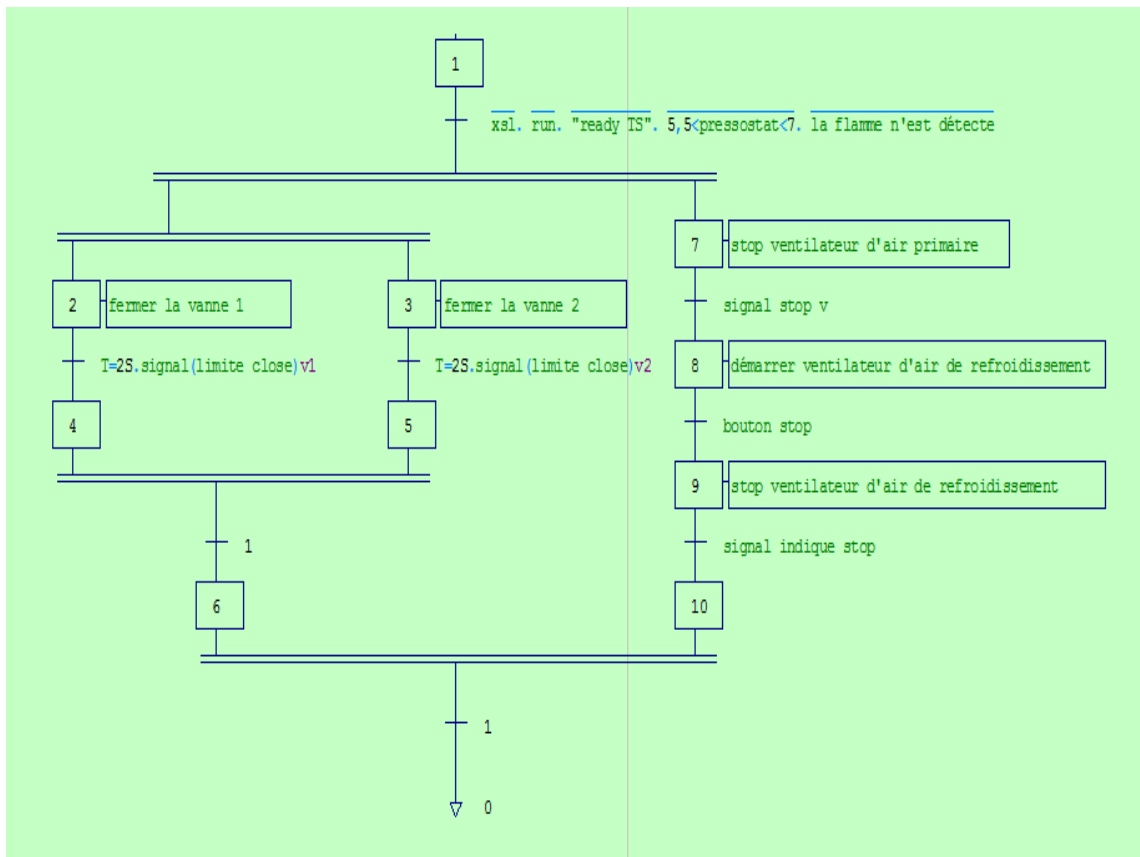 1
xsl. run. "ready TS". 5,5<pressostat<7. la flamme n'est détecte
7 stop ventilateur d'air primaire
2 fermer la vanne 1
3 fermer la vanne 2
signal stop v
T=2S.signal(limite close)v1
T=2S.signal(limite close)v2
8 démarrer ventilateur d'air de refroidissement
4
5
bouton stop
9 stop ventilateur d'air de refroidissement
1
signal indique stop
6
10
1
0